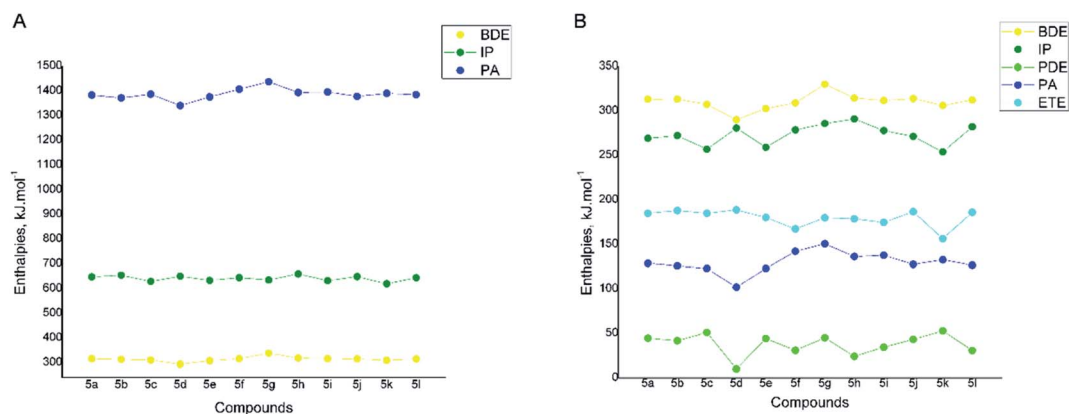 A
BDE
IP
PA
1500
1400
1300
1200
1100
1000
900
800
700
600
500
400
300
Enthalpies, kJ.mol-1
5a 5b 5c 5d 5e 5f 5g 5h 5i 5j 5k 5l
Compounds
B
BDE
IP
PDE
PA
ETE
350
300
250
200
150
100
50
0
Enthalpies, kJ.mol-1
5a 5b 5c 5d 5e 5f 5g 5h 5i 5j 5k 5l
Compounds